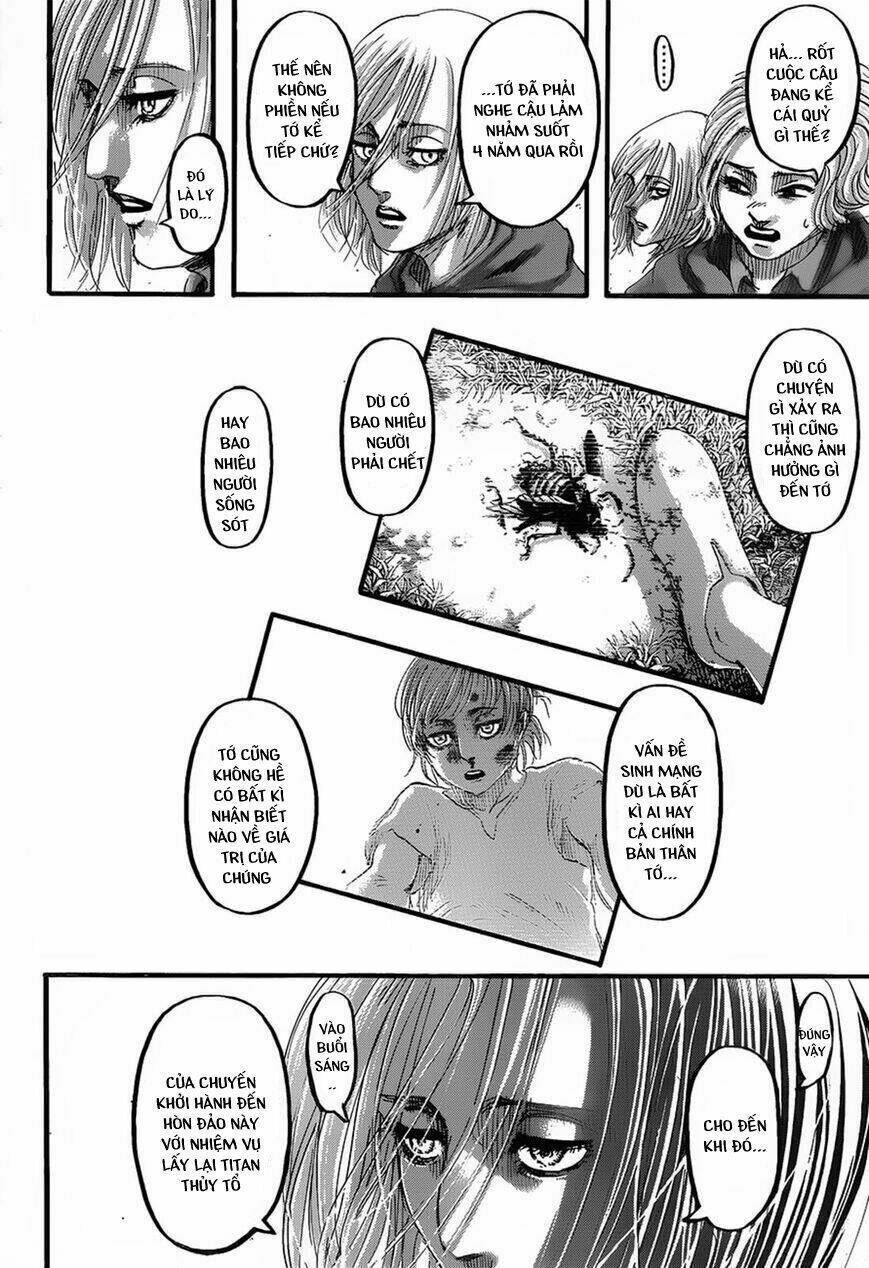 HẢ... RỐT
CUỘC CÂU
ĐANG KỂ
CÁI QUỶ
GÌ THẾ?
......
...TỚ ĐÃ PHẢI
NGHE CẬU LẢM
NHẢM SUỐT
4 NĂM QUA RỒI
THẾ NÊN
KHÔNG
PHIỀN NẾU
TỚ KỂ
TIẾP CHỨ?
ĐÓ
LÀ LÝ
DO...
DÙ CÓ
CHUYỆN
GÌ XẢY RA
THÌ CŨNG
CHẲNG ẢNH
HƯỞNG GÌ
ĐẾN TỚ
DÙ CÓ
BAO NHIÊU
NGƯỜI
PHẢI CHẾT
HAY
BAO
NHIÊU
NGƯỜI
SỐNG
SÓT
VẤN ĐỀ
SINH MẠNG
DÙ LÀ BẤT
KÌ AI HAY
CẢ CHÍNH
BẢN THÂN
TỚ...
TỚ CŨNG
KHÔNG HỀ
CÓ BẤT KÌ
NHẬN BIẾT
NÀO VỀ GIÁ
TRỊ CỦA
CHÚNG
ĐÚNG
VẬY
CHO ĐẾN
KHI ĐÓ...
VÀO
BUỔI
SÁNG
..
CỦA CHUYẾN
KHỞI HÀNH ĐẾN
HÒN ĐẢO NÀY
VỚI NHIỆM VỤ
LẤY LẠI TITAN
THỦY TỔ